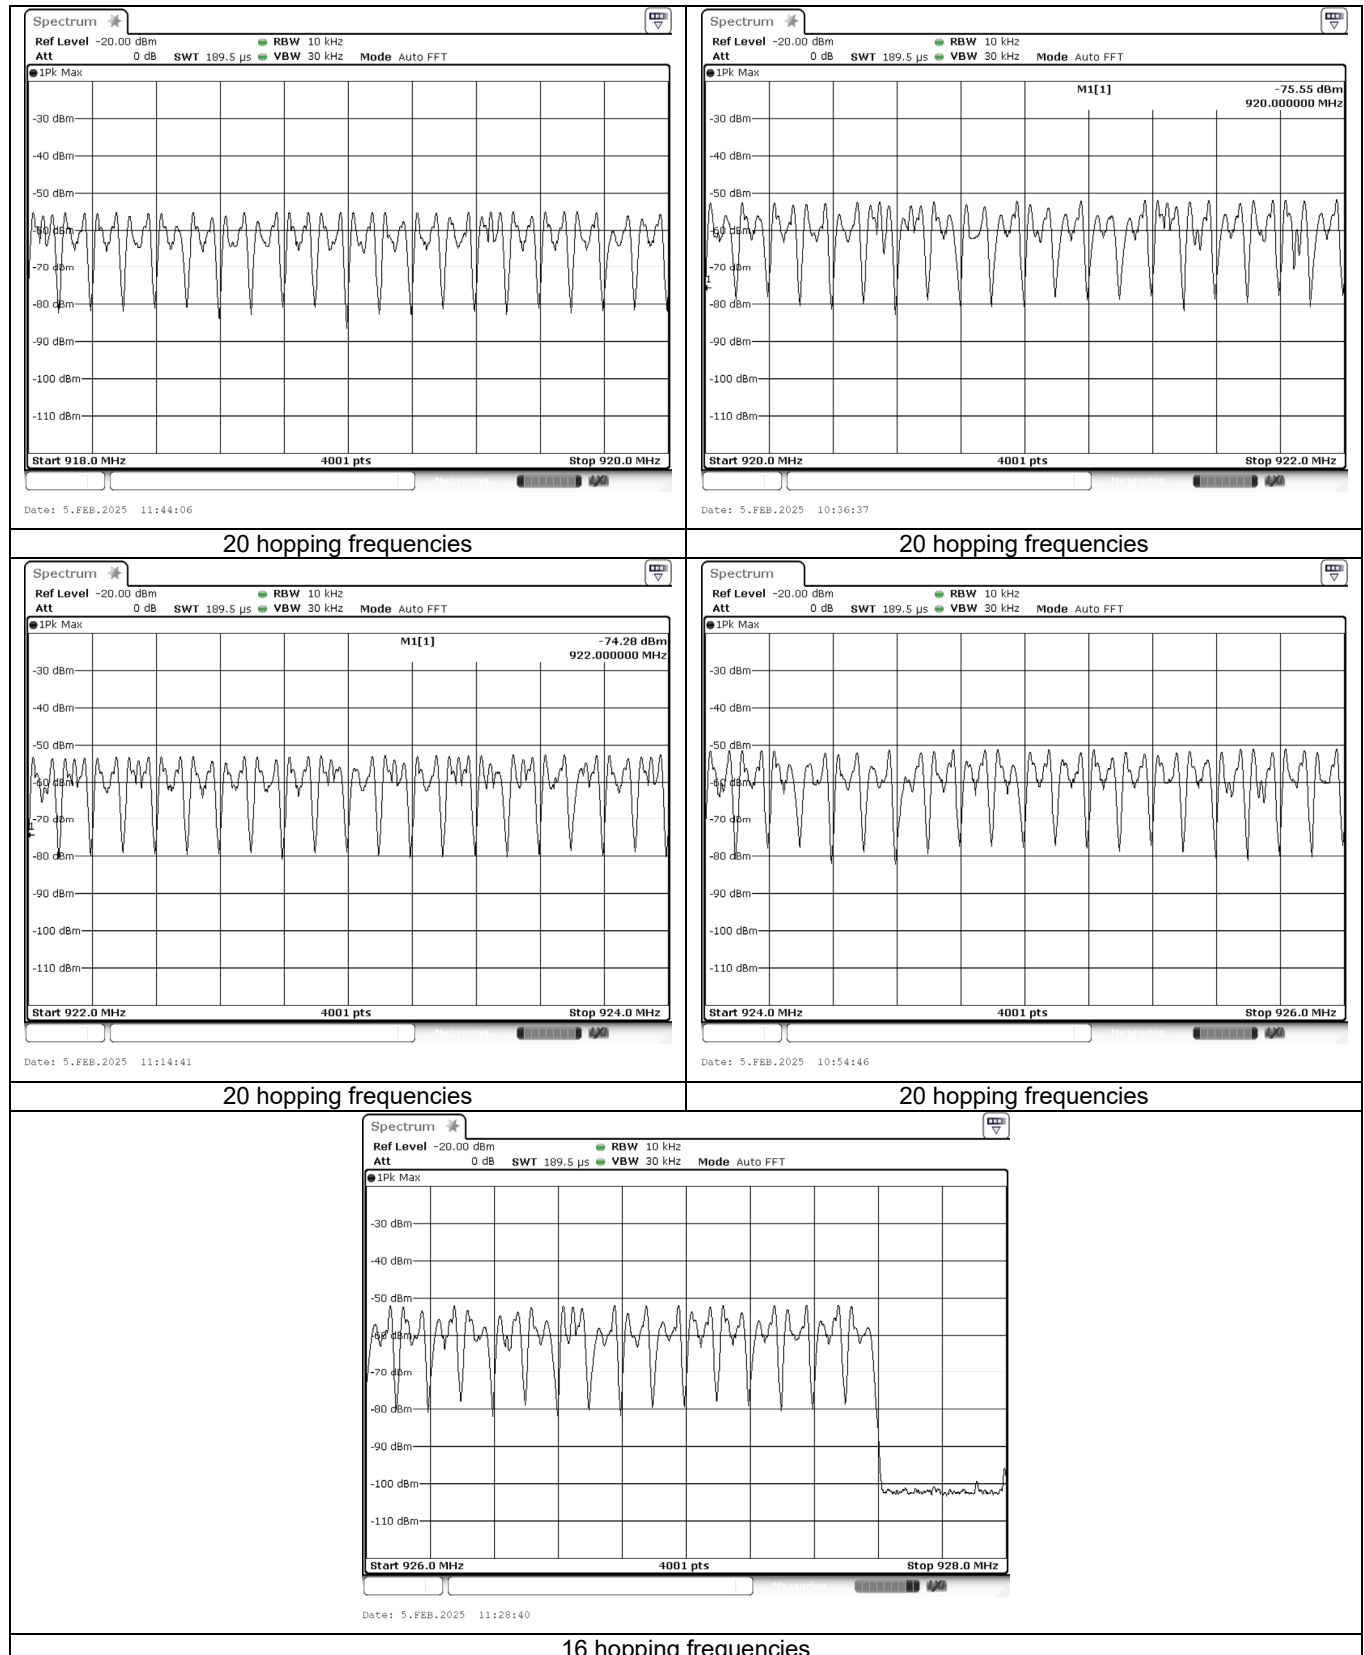 Spectrum
Ref Level -20.00 dBm RBW 10 kHz
Att 0 dB SWT 189.5 µs VBW 30 kHz Mode Auto FFT
1Pk Max
-30 dBm
-40 dBm
-50 dBm
-60 dBm
-70 dBm
-80 dBm
-90 dBm
-100 dBm
-110 dBm
Start 918.0 MHz 4001 pts Stop 920.0 MHz
Measuring...
Date: 5.FEB.2025 11:44:06
20 hopping frequencies
Spectrum
Ref Level -20.00 dBm RBW 10 kHz
Att 0 dB SWT 189.5 µs VBW 30 kHz Mode Auto FFT
1Pk Max
M1[1] -75.55 dBm
920.000000 MHz
-30 dBm
-40 dBm
-50 dBm
-60 dBm
-70 dBm
-80 dBm
-90 dBm
-100 dBm
-110 dBm
Start 920.0 MHz 4001 pts Stop 922.0 MHz
Measuring...
Date: 5.FEB.2025 10:36:37
20 hopping frequencies
Spectrum
Ref Level -20.00 dBm RBW 10 kHz
Att 0 dB SWT 189.5 µs VBW 30 kHz Mode Auto FFT
1Pk Max
M1[1] -74.28 dBm
922.000000 MHz
-30 dBm
-40 dBm
-50 dBm
-60 dBm
-70 dBm
-80 dBm
-90 dBm
-100 dBm
-110 dBm
Start 922.0 MHz 4001 pts Stop 924.0 MHz
Measuring...
Date: 5.FEB.2025 11:14:41
20 hopping frequencies
Spectrum
Ref Level -20.00 dBm RBW 10 kHz
Att 0 dB SWT 189.5 µs VBW 30 kHz Mode Auto FFT
1Pk Max
-30 dBm
-40 dBm
-50 dBm
-60 dBm
-70 dBm
-80 dBm
-90 dBm
-100 dBm
-110 dBm
Start 924.0 MHz 4001 pts Stop 926.0 MHz
Measuring...
Date: 5.FEB.2025 10:54:46
20 hopping frequencies
Spectrum
Ref Level -20.00 dBm RBW 10 kHz
Att 0 dB SWT 189.5 µs VBW 30 kHz Mode Auto FFT
1Pk Max
-30 dBm
-40 dBm
-50 dBm
-60 dBm
-70 dBm
-80 dBm
-90 dBm
-100 dBm
-110 dBm
Start 926.0 MHz 4001 pts Stop 928.0 MHz
Measuring...
Date: 5.FEB.2025 11:28:40
16 hopping frequencies